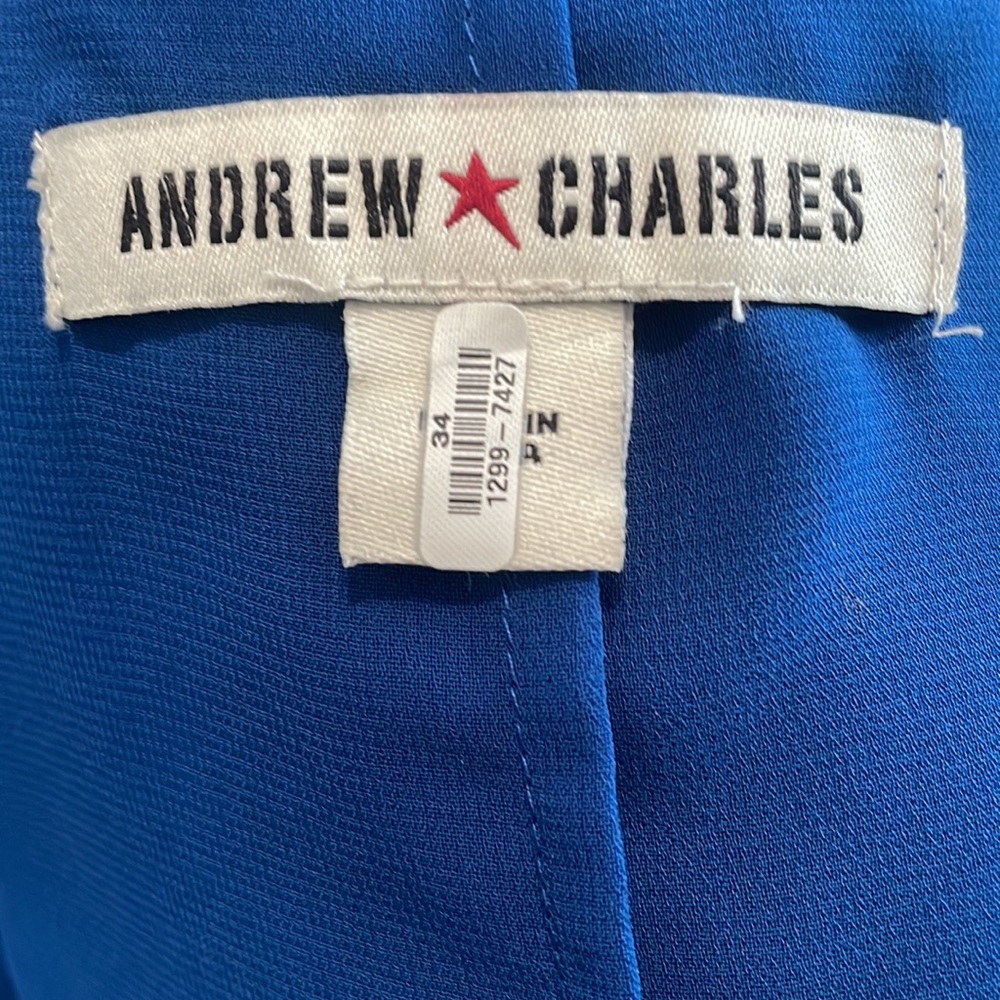 ANDREW★CHARLES
34
1299-7427
IN